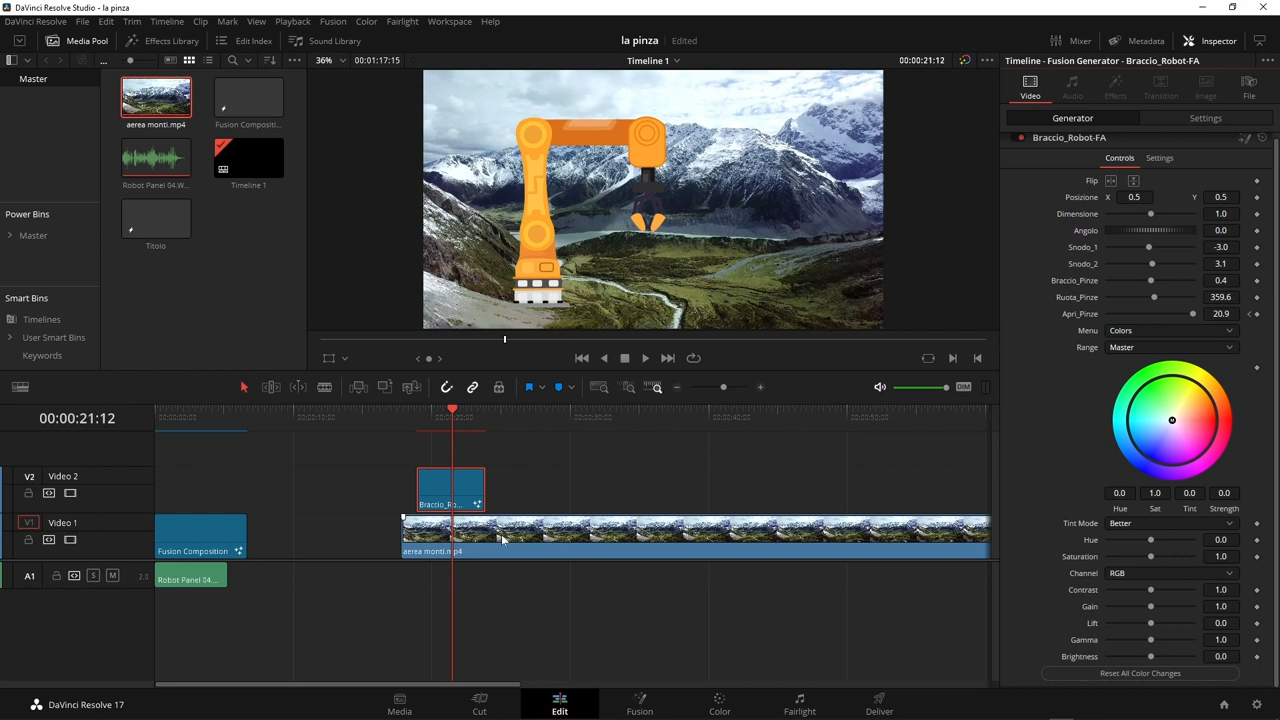 DaVinci Resolve Studio - la pinza
DaVinci Resolve File Edit Trim Timeline Clip Mark View Playback Fusion Color Fairlight Workspace Help
Media Pool Effects Library Edit Index Sound Library
la pinza Edited
Mixer Metadata Inspector
... 36% 00:01:17:15 Timeline 1 00:00:21:12
Timeline - Fusion Generator - Braccio_Robot-FA
Master
aerea monti.mp4 Fusion Compositi...
Robot Panel 04.W... Timeline 1
Titolo
Power Bins
Master
Smart Bins
Timelines
User Smart Bins
Keywords
Video Audio Effects Transition Image File
Generator Settings
Braccio_Robot-FA
Controls Settings
Flip
Posizione X 0.5 Y 0.5
Dimensione 1.0
Angolo 0.0
Snodo_1 -3.0
Snodo_2 3.1
Braccio_Pinze 0.4
Ruota_Pinze 359.6
Apri_Pinze 20.9
Menu Colors
Range Master
M
0.0 1.0 0.0 0.0
Hue Sat Tint Strength
Tint Mode Better
Hue 0.0
Saturation 1.0
Channel RGB
Contrast 1.0
Gain 1.0
Lift 0.0
Gamma 1.0
Brightness 0.0
Reset All Color Changes
DIM
00:00:21:12
V2 Video 2
Braccio_Ro...
V1 Video 1
Fusion Composition
aerea monti.mp4
A1 S M 2.0
Robot Panel 04....
DaVinci Resolve 17
Media Cut Edit Fusion Color Fairlight Deliver